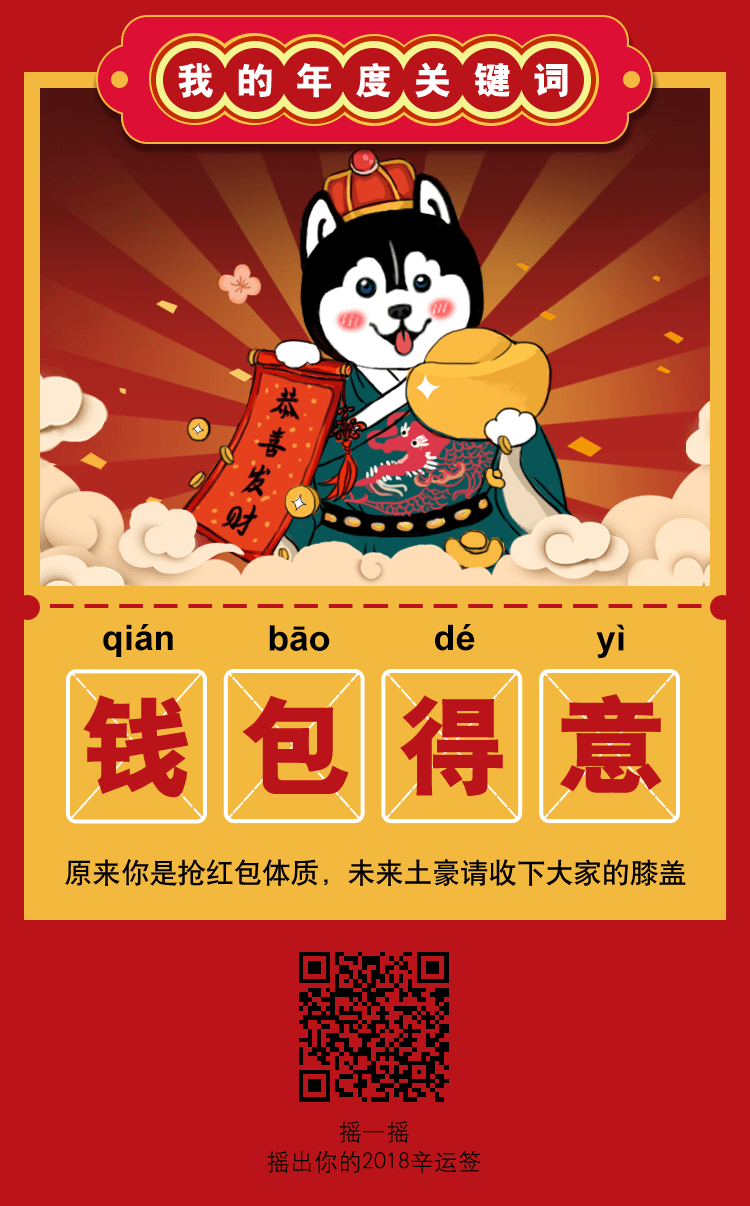 我的年度关键词
恭喜发财
qián bāo dé yì
钱包得意
原来你是抢红包体质，未来土豪请收下大家的膝盖
摇一摇
摇出你的2018辛运签